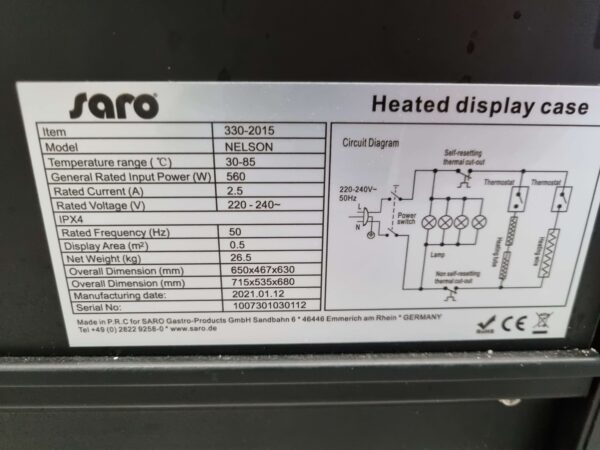 saro®
Heated display case
Item 330-2015
Model NELSON
Temperature range (℃) 30-85
General Rated Input Power (W) 560
Rated Current (A) 2.5
Rated Voltage (V) 220 - 240~
IPX4
Rated Frequency (Hz) 50
Display Area (m²) 0.5
Net Weight (kg) 26.5
Overall Dimension (mm) 650x467x630
Overall Dimension (mm) 715x535x680
Manufacturing date: 2021.01.12
Serial No: 1007301030112
Circuit Diagram
Self-resetting
thermal cut-out
Thermostat
Thermostat
220-240V~
50Hz
L
N
Power
switch
Lamp
Heating Wire
Heating Wire
Non self-resetting
thermal cut-out
RoHS
CE
Made in P.R.C for SARO Gastro-Products GmbH Sandbahn 6 * 46446 Emmerich am Rhein * GERMANY
Tel +49 (0) 2822 9258-0 * www.saro.de